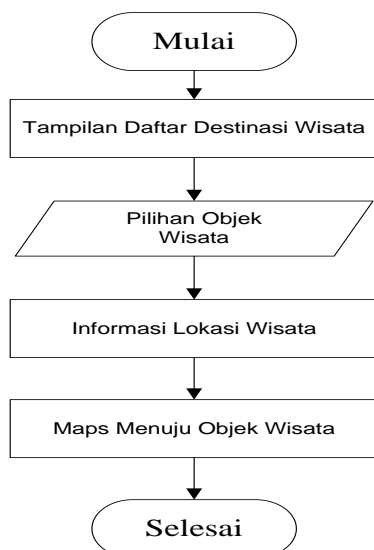 Mulai
Tampilan Daftar Destinasi Wisata
Pilihan Objek
Wisata
Informasi Lokasi Wisata
Maps Menuju Objek Wisata
Selesai